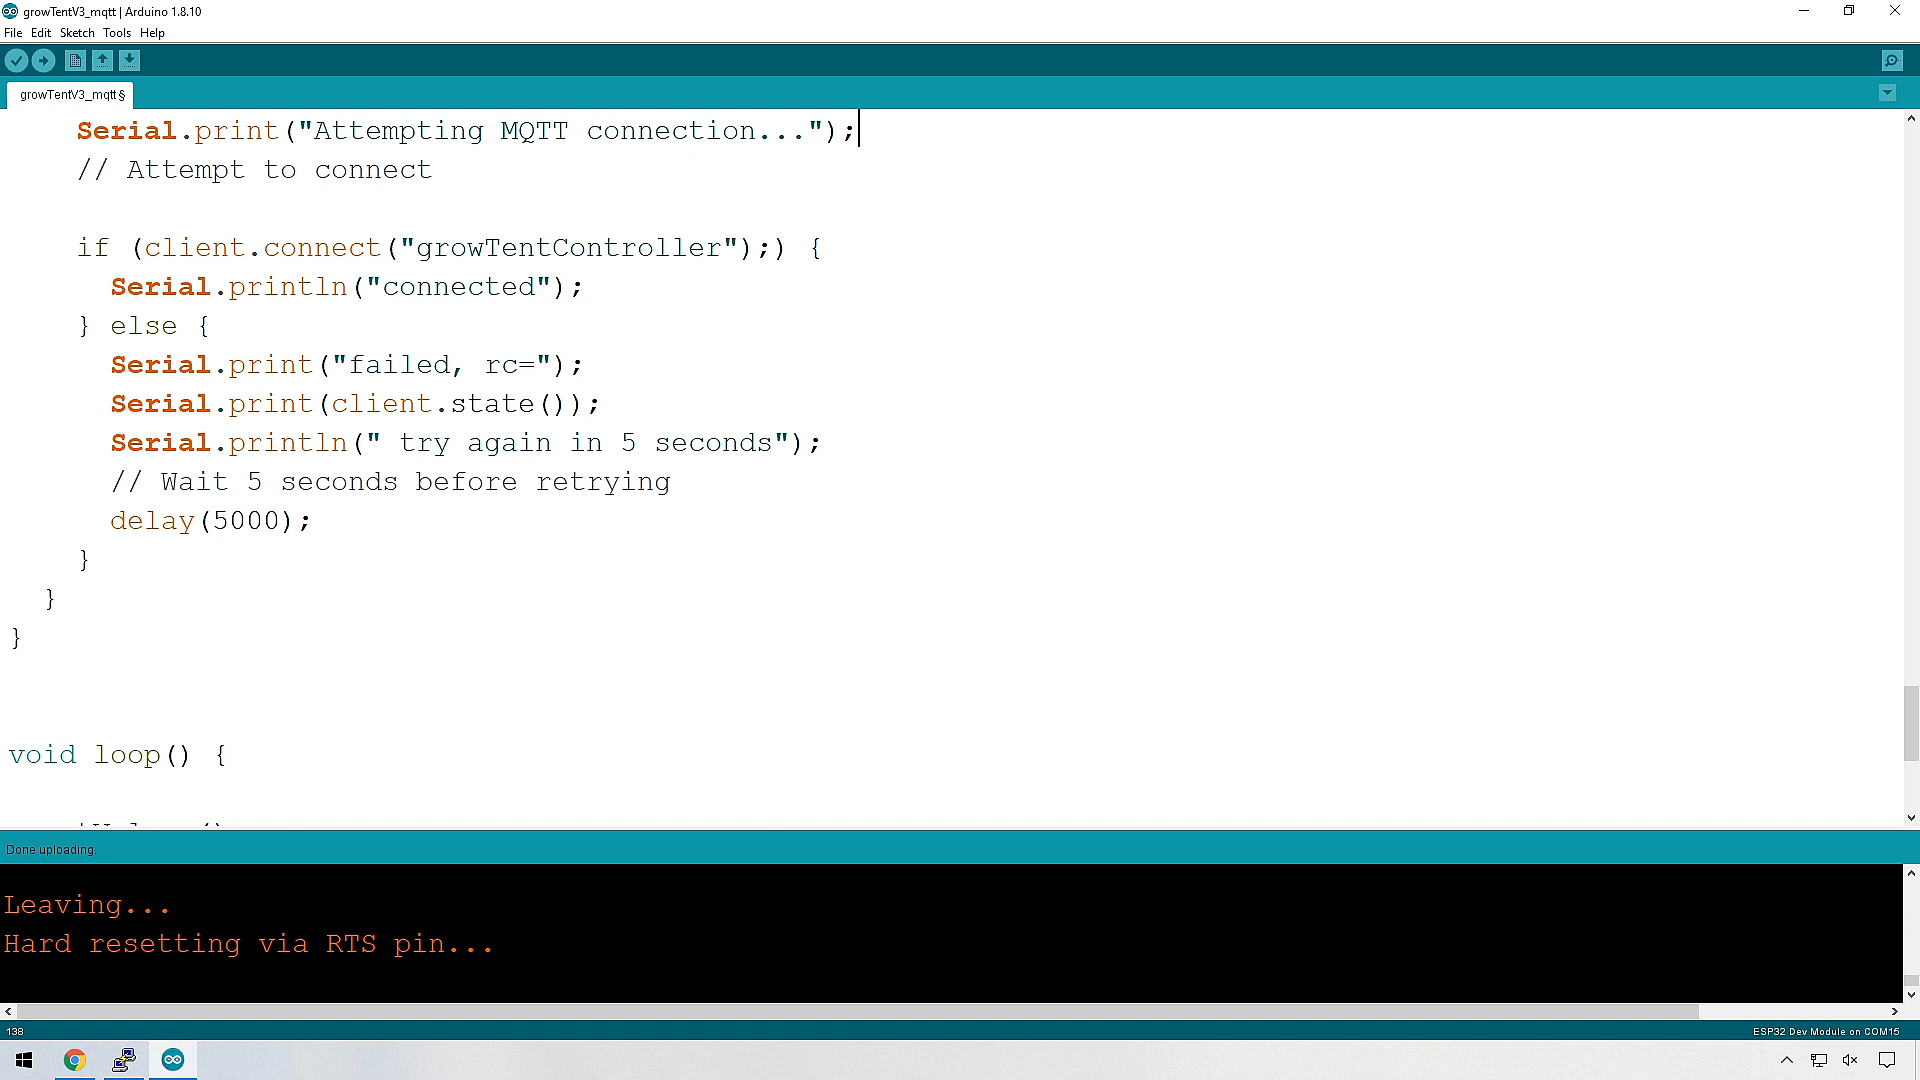 growTentV3_mqtt | Arduino 1.8.10
File Edit Sketch Tools Help
growTentV3_mqtt §
Serial.print("Attempting MQTT connection...");
// Attempt to connect
if (client.connect("growTentController");) {
Serial.println("connected");
} else {
Serial.print("failed, rc=");
Serial.print(client.state());
Serial.println(" try again in 5 seconds");
// Wait 5 seconds before retrying
delay(5000);
}
}
}
void loop() {
Done uploading.
Leaving...
Hard resetting via RTS pin...
138
ESP32 Dev Module on COM15